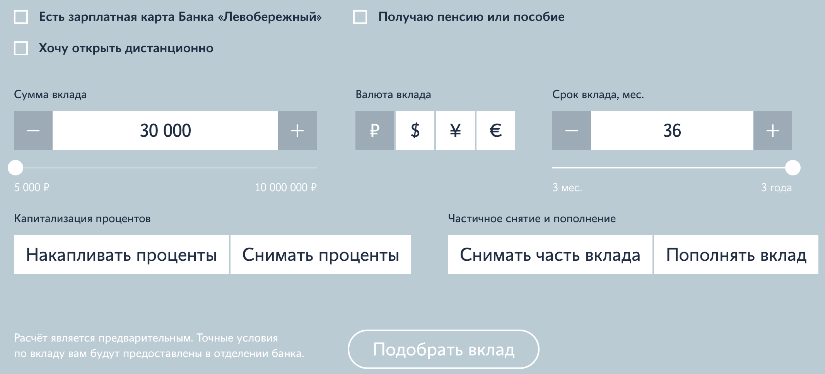 Есть зарплатная карта Банка «Левобережный»
Получаю пенсию или пособие
Хочу открыть дистанционно
Сумма вклада
Валюта вклада
Срок вклада, мес.
− 30 000 +
₽ $ ¥ €
− 36 +
5 000 ₽ 10 000 000 ₽
3 мес. 3 года
Капитализация процентов
Частичное снятие и пополнение
Накапливать проценты Снимать проценты
Снимать часть вклада Пополнять вклад
Расчёт является предварительным. Точные условия
по вкладу вам будут предоставлены в отделении банка.
Подобрать вклад